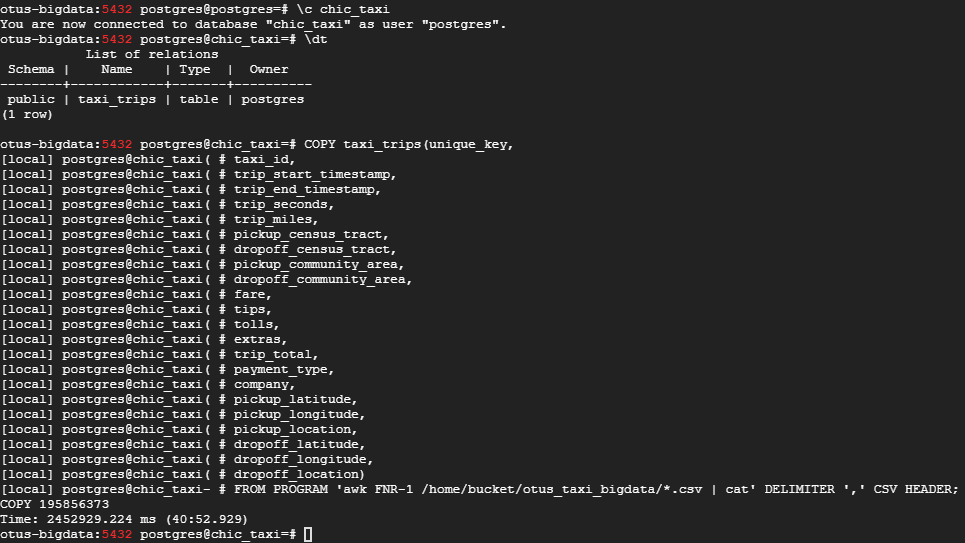 otus-bigdata:5432 postgres@postgres=# \c chic_taxi
You are now connected to database "chic_taxi" as user "postgres".
otus-bigdata:5432 postgres@chic_taxi=# \dt
           List of relations
 Schema |    Name    | Type  |  Owner
--------+------------+-------+----------
 public | taxi_trips | table | postgres
(1 row)

otus-bigdata:5432 postgres@chic_taxi=# COPY taxi_trips(unique_key,
[local] postgres@chic_taxi( # taxi_id,
[local] postgres@chic_taxi( # trip_start_timestamp,
[local] postgres@chic_taxi( # trip_end_timestamp,
[local] postgres@chic_taxi( # trip_seconds,
[local] postgres@chic_taxi( # trip_miles,
[local] postgres@chic_taxi( # pickup_census_tract,
[local] postgres@chic_taxi( # dropoff_census_tract,
[local] postgres@chic_taxi( # pickup_community_area,
[local] postgres@chic_taxi( # dropoff_community_area,
[local] postgres@chic_taxi( # fare,
[local] postgres@chic_taxi( # tips,
[local] postgres@chic_taxi( # tolls,
[local] postgres@chic_taxi( # extras,
[local] postgres@chic_taxi( # trip_total,
[local] postgres@chic_taxi( # payment_type,
[local] postgres@chic_taxi( # company,
[local] postgres@chic_taxi( # pickup_latitude,
[local] postgres@chic_taxi( # pickup_longitude,
[local] postgres@chic_taxi( # pickup_location,
[local] postgres@chic_taxi( # dropoff_latitude,
[local] postgres@chic_taxi( # dropoff_longitude,
[local] postgres@chic_taxi( # dropoff_location)
[local] postgres@chic_taxi- # FROM PROGRAM 'awk FNR-1 /home/bucket/otus_taxi_bigdata/*.csv | cat' DELIMITER ',' CSV HEADER;
COPY 195856373
Time: 2452929.224 ms (40:52.929)
otus-bigdata:5432 postgres@chic_taxi=#